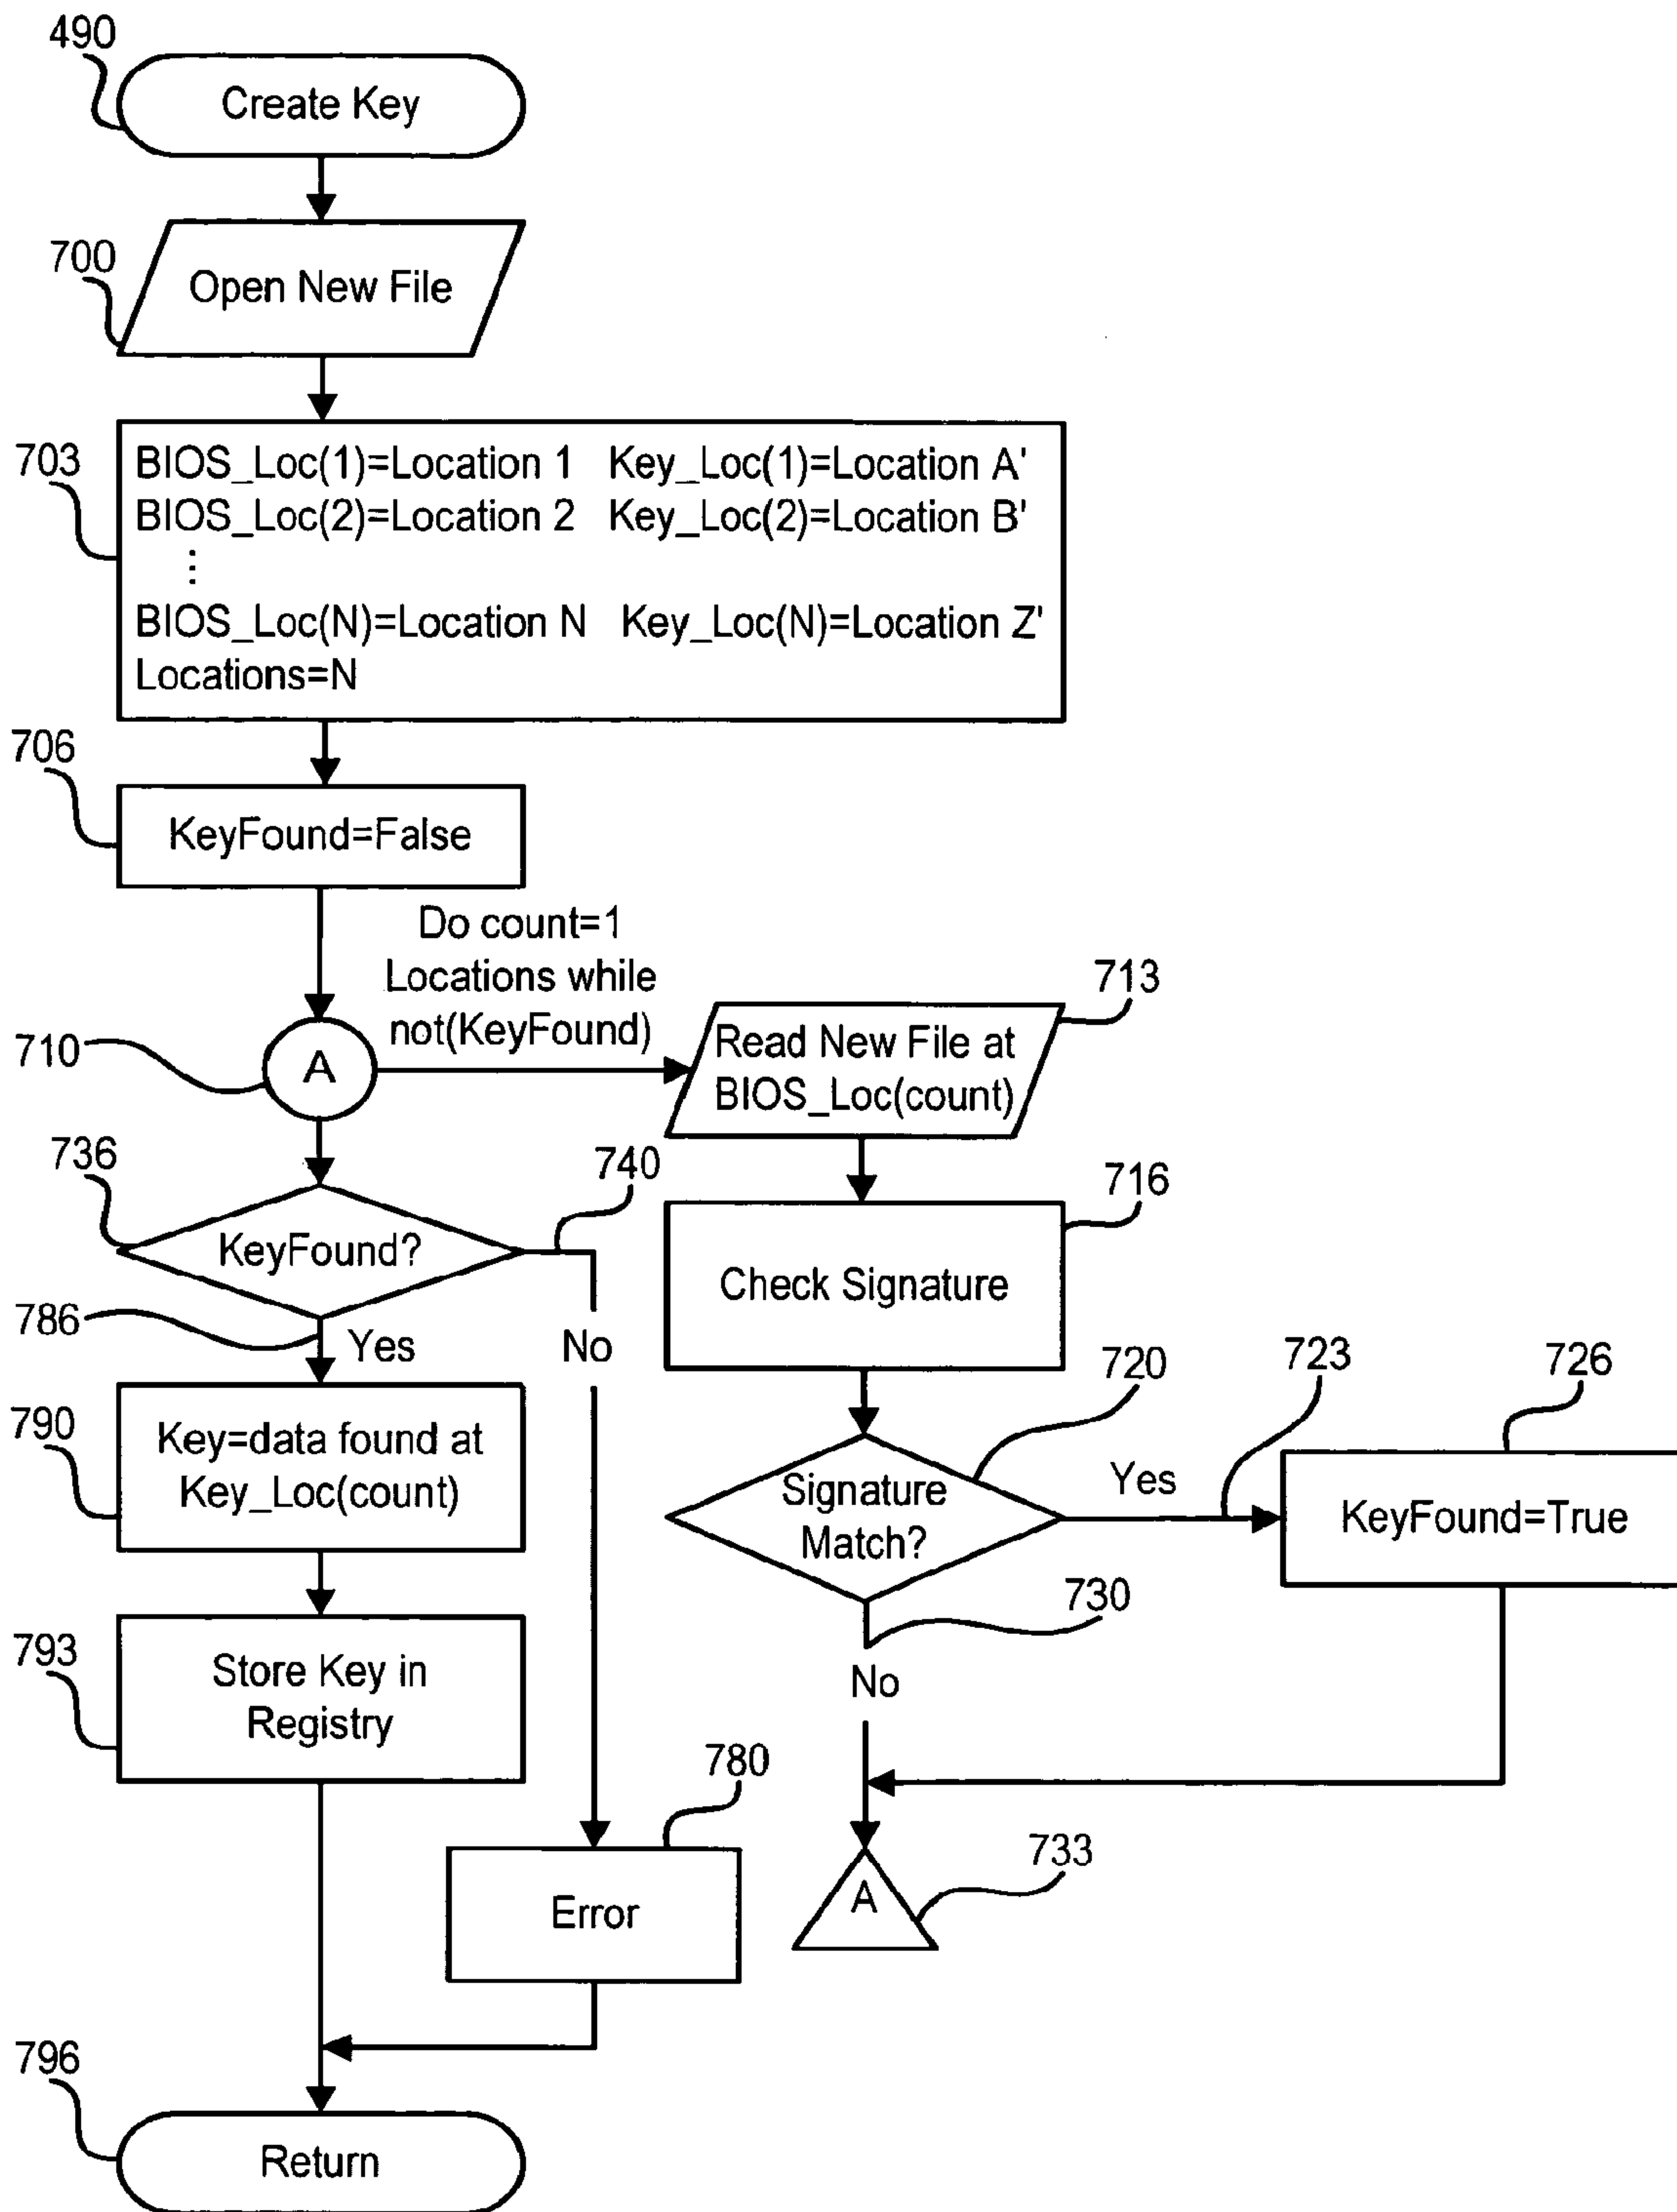 490
Create Key
700
Open New File
703
BIOS_Loc(1)=Location 1 Key_Loc(1)=Location A'
BIOS_Loc(2)=Location 2 Key_Loc(2)=Location B'
⋮
BIOS_Loc(N)=Location N Key_Loc(N)=Location Z'
Locations=N
706
KeyFound=False
Do count=1
Locations while
not(KeyFound)
710
A
713
Read New File at
BIOS_Loc(count)
736
KeyFound?
740
716
Check Signature
786
Yes
No
720
723
726
790
Key=data found at
Key_Loc(count)
Signature
Match?
Yes
KeyFound=True
730
793
Store Key in
Registry
No
780
Error
733
A
796
Return